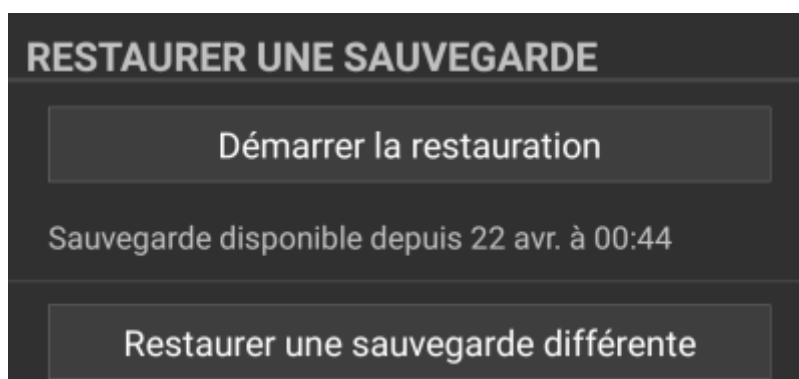 RESTAURER UNE SAUVEGARDE
Démarrer la restauration
Sauvegarde disponible depuis 22 avr. à 00:44
Restaurer une sauvegarde différente